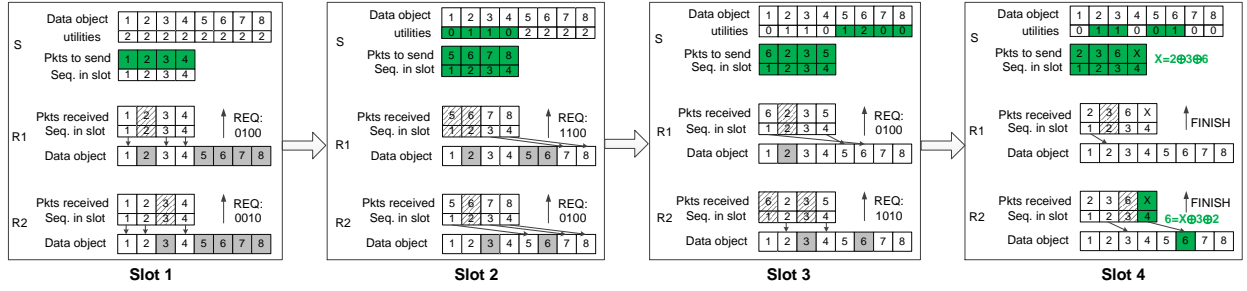 S
Data object 1 2 3 4 5 6 7 8
utilities 2 2 2 2 2 2 2 2
Pkts to send 1 2 3 4
Seq. in slot 1 2 3 4
R1
Pkts received 1 2 3 4
Seq. in slot 1 2 3 4
REQ:
0100
Data object 1 2 3 4 5 6 7 8
R2
Pkts received 1 2 3 4
Seq. in slot 1 2 3 4
REQ:
0010
Data object 1 2 3 4 5 6 7 8
Slot 1
S
Data object 1 2 3 4 5 6 7 8
utilities 0 1 1 0 2 2 2 2
Pkts to send 5 6 7 8
Seq. in slot 1 2 3 4
R1
Pkts received 5 6 7 8
Seq. in slot 1 2 3 4
REQ:
1100
Data object 1 2 3 4 5 6 7 8
R2
Pkts received 5 6 7 8
Seq. in slot 1 2 3 4
REQ:
0100
Data object 1 2 3 4 5 6 7 8
Slot 2
S
Data object 1 2 3 4 5 6 7 8
utilities 0 1 1 0 1 2 0 0
Pkts to send 6 2 3 5
Seq. in slot 1 2 3 4
R1
Pkts received 6 2 3 5
Seq. in slot 1 2 3 4
REQ:
0100
Data object 1 2 3 4 5 6 7 8
R2
Pkts received 6 2 3 5
Seq. in slot 1 2 3 4
REQ:
1010
Data object 1 2 3 4 5 6 7 8
Slot 3
S
Data object 1 2 3 4 5 6 7 8
utilities 0 1 1 0 0 1 0 0
Pkts to send 2 3 6 X
Seq. in slot 1 2 3 4
X=2⊕3⊕6
R1
Pkts received 2 3 6 X
Seq. in slot 1 2 3 4
FINISH
Data object 1 2 3 4 5 6 7 8
R2
Pkts received 2 3 6 X
Seq. in slot 1 2 3 4
FINISH
6=X⊕3⊕2
Data object 1 2 3 4 5 6 7 8
Slot 4